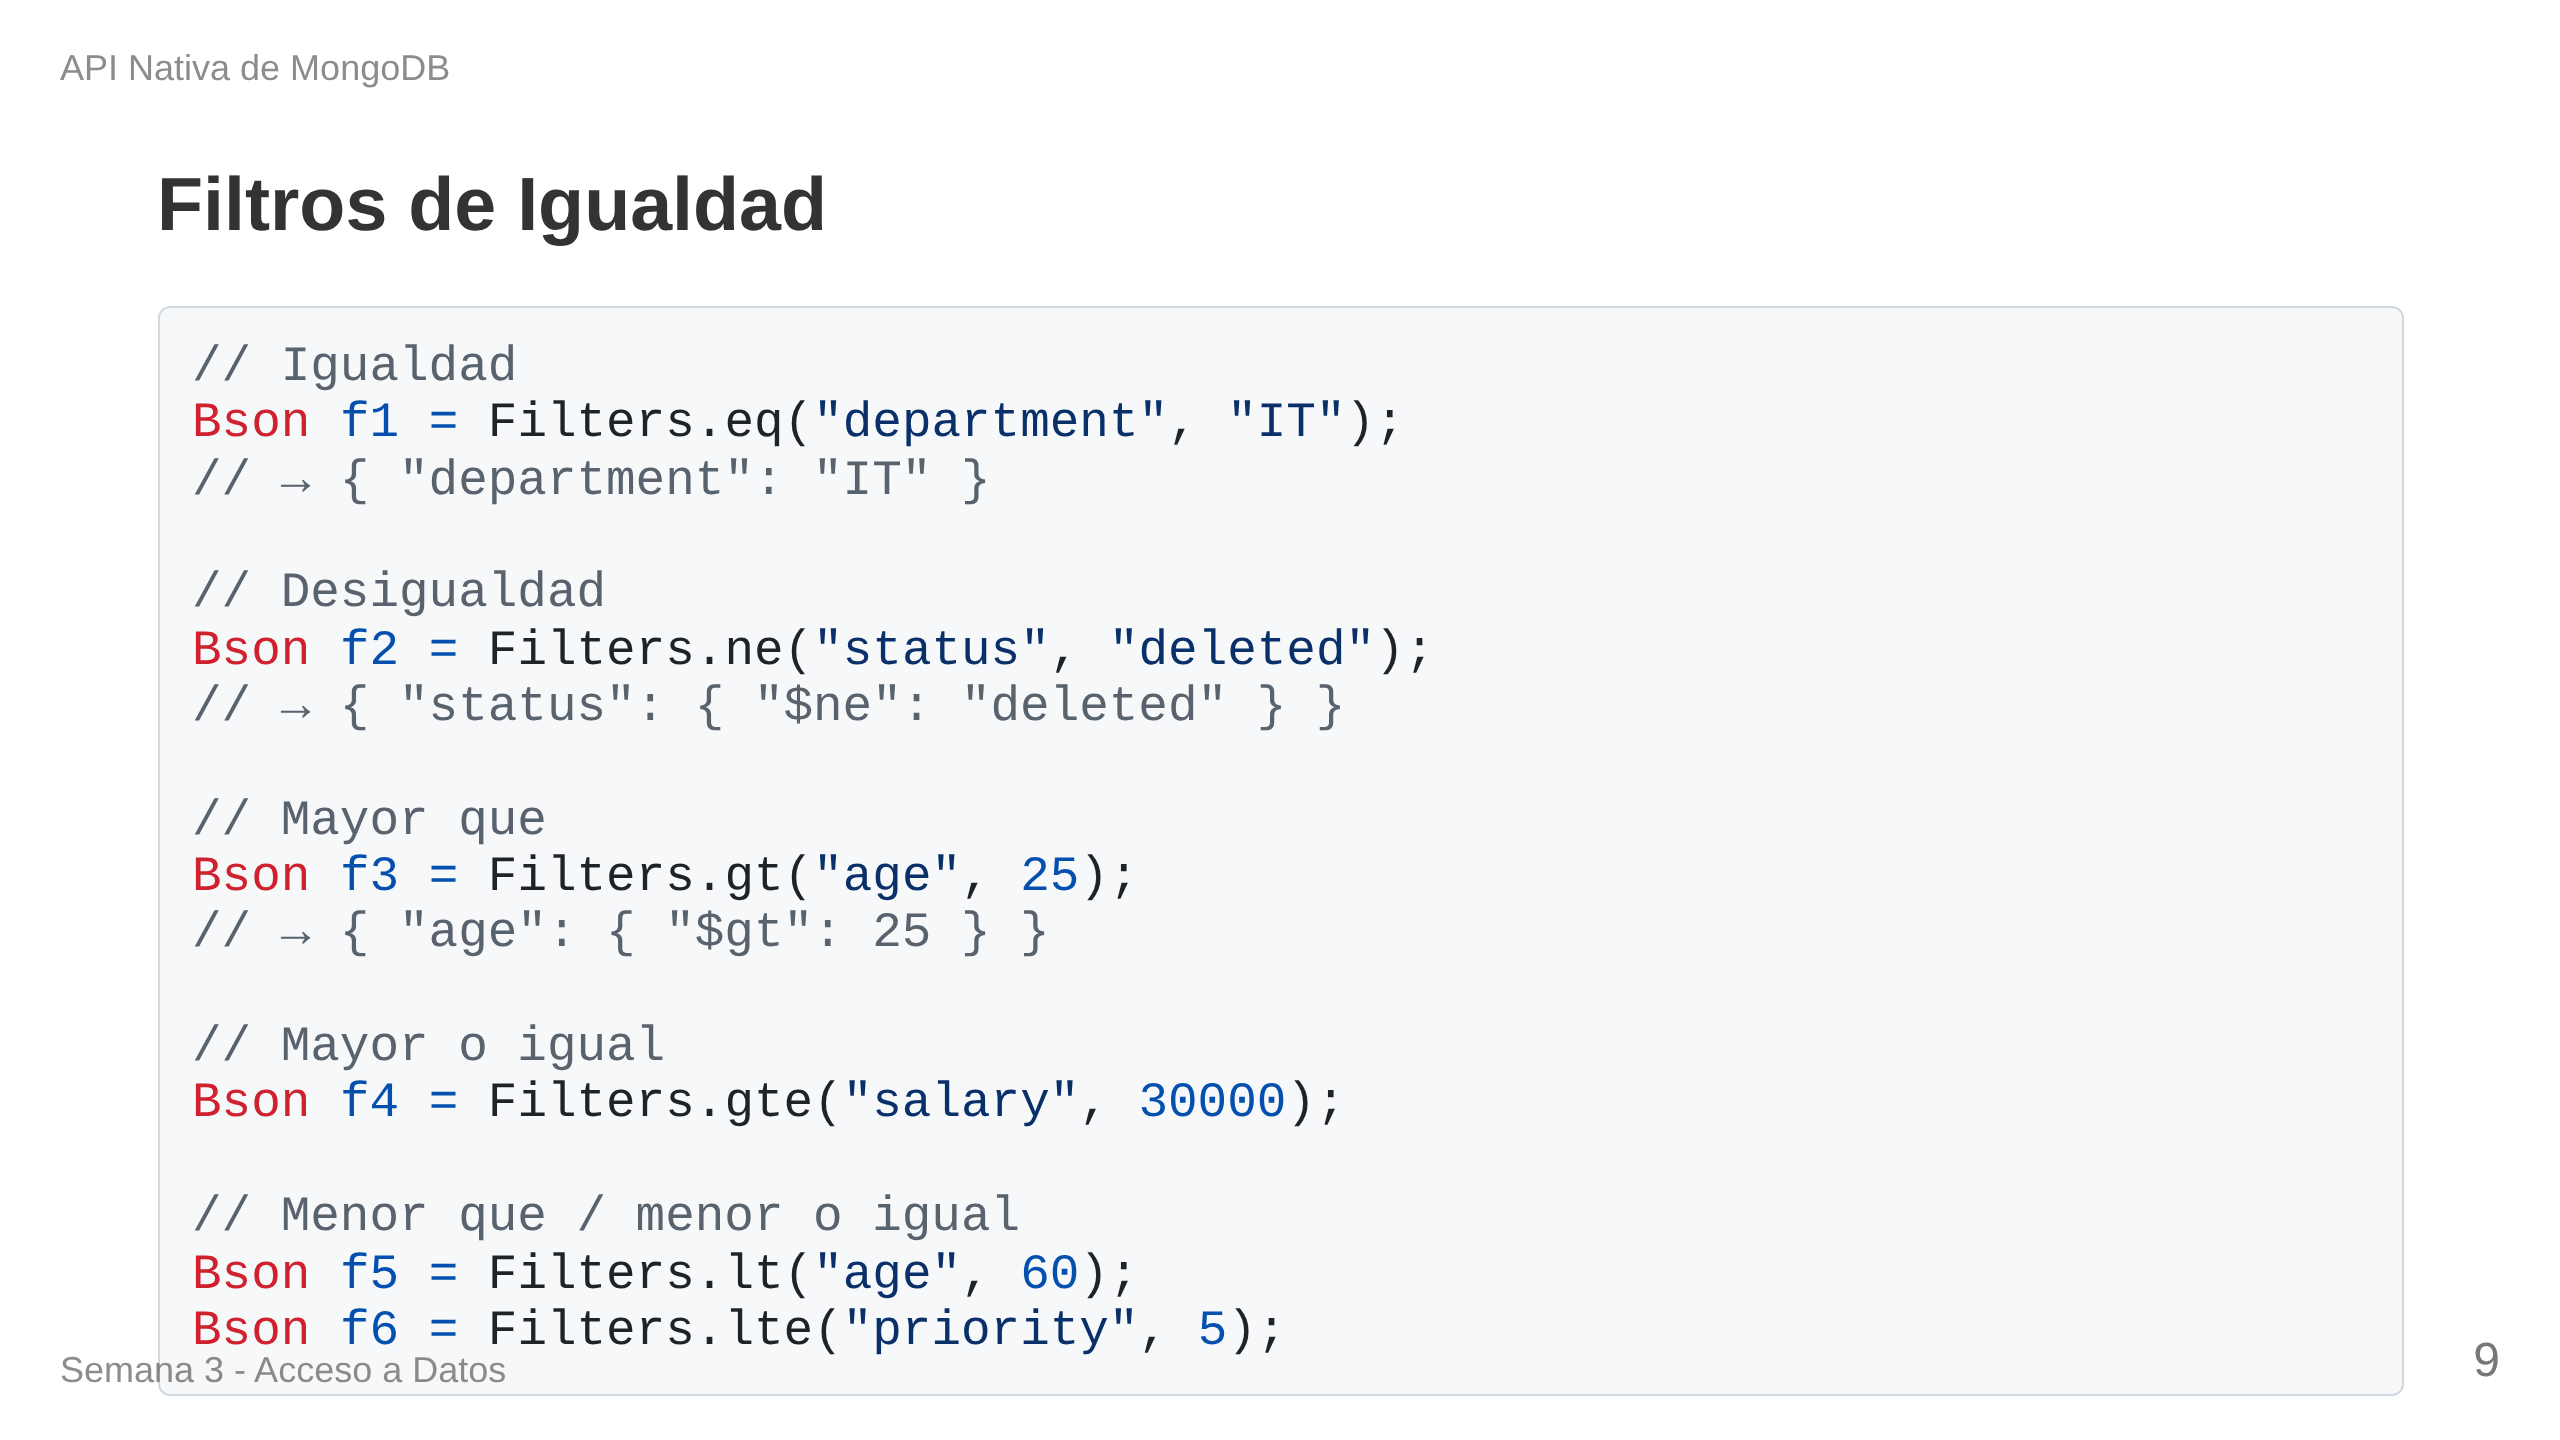 API Nativa de MongoDB
Filtros de Igualdad
// Igualdad
Bson f1 = Filters.eq("department", "IT");
// → { "department": "IT" }
// Desigualdad
Bson f2 = Filters.ne("status", "deleted");
// → { "status": { "$ne": "deleted" } }
// Mayor que
Bson f3 = Filters.gt("age", 25);
// → { "age": { "$gt": 25 } }
// Mayor o igual
Bson f4 = Filters.gte("salary", 30000);
// Menor que / menor o igual
Bson f5 = Filters.lt("age", 60);
Bson f6 = Filters.lte("priority", 5);
Semana 3 - Acceso a Datos
9